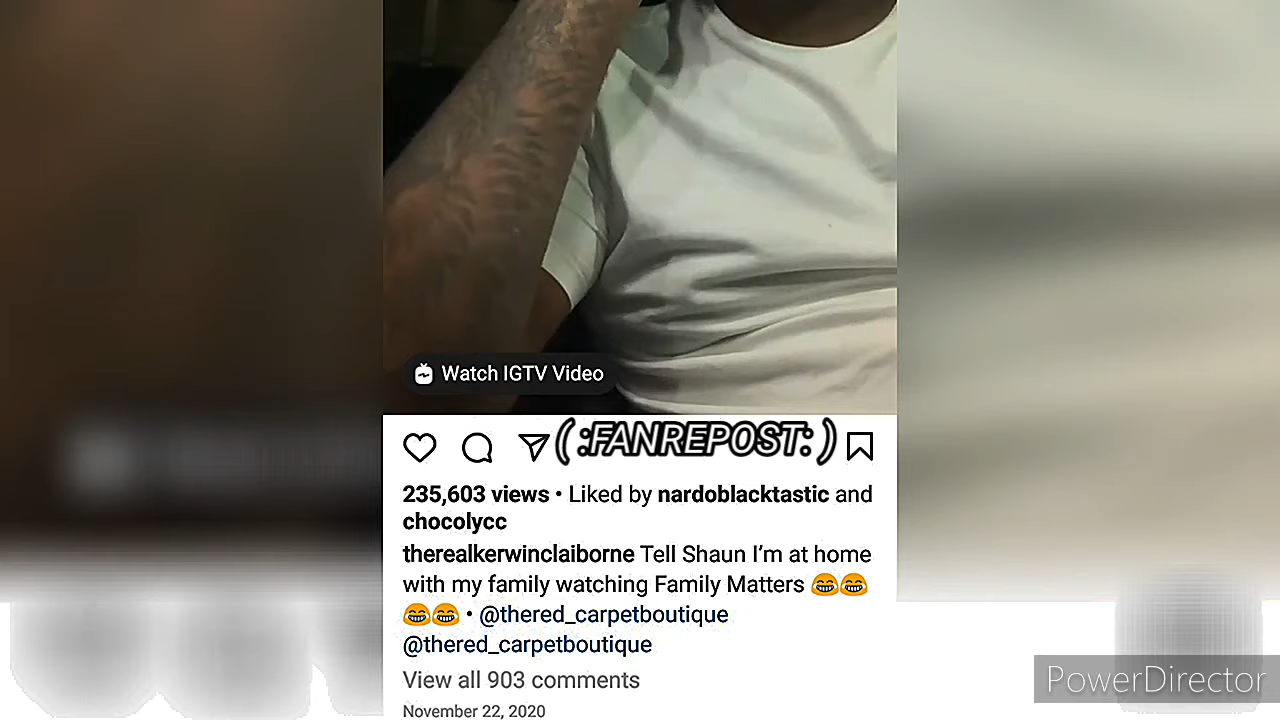 Watch IGTV Video
(:FANREPOST:)
235,603 views • Liked by nardoblacktastic and
chocolycc
therealkerwinclaiborne Tell Shaun I'm at home
with my family watching Family Matters 😂😂
😂😂 • @thered_carpetboutique
@thered_carpetboutique
View all 903 comments
November 22, 2020
PowerDirector